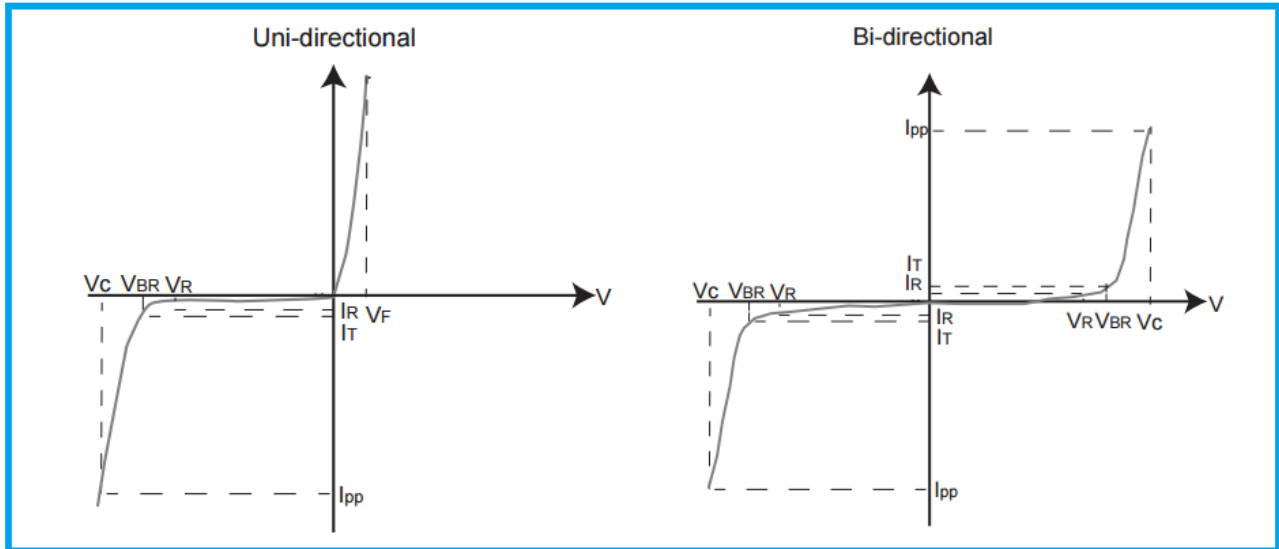 Uni-directional
Vc VBR VR
V
IR
VF
IT
Ipp
Bi-directional
Ipp
IT
IR
Vc VBR VR
V
IR
VR VBR Vc
IT
Ipp